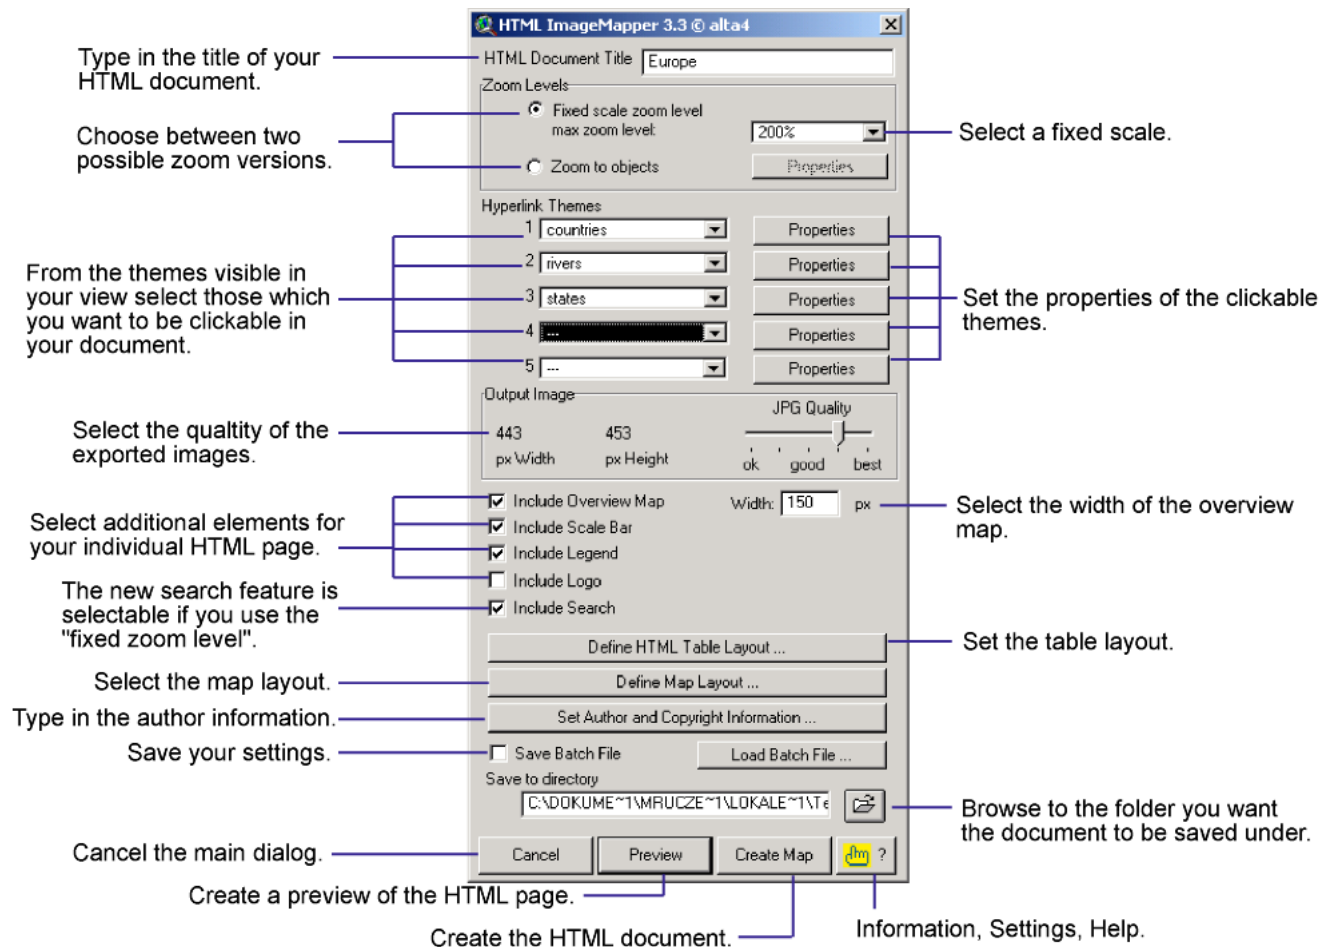 HTML ImageMapper 3.3 © alta4
Type in the title of your
HTML document.
HTML Document Title
Europe
Zoom Levels
Fixed scale zoom level
max zoom level:
200%
Select a fixed scale.
Choose between two
possible zoom versions.
Zoom to objects
Properties
Hyperlink Themes
1 countries Properties
2 rivers Properties
3 states Properties
4 --- Properties
5 --- Properties
From the themes visible in
your view select those which
you want to be clickable in
your document.
Set the properties of the clickable
themes.
Output Image
JPG Quality
443 453
px Width px Height
ok good best
Select the qualtity of the
exported images.
Include Overview Map
Width: 150 px
Select the width of the overview
map.
Include Scale Bar
Include Legend
Include Logo
Include Search
Select additional elements for
your individual HTML page.
The new search feature is
selectable if you use the
"fixed zoom level".
Define HTML Table Layout ...
Set the table layout.
Select the map layout.
Define Map Layout ...
Type in the author information.
Set Author and Copyright Information ...
Save your settings.
Save Batch File
Load Batch File ...
Save to directory
C:\DOKUME~1\MRUCZE~1\LOKALE~1\Te
Browse to the folder you want
the document to be saved under.
Cancel the main dialog.
Cancel Preview Create Map ?
Create a preview of the HTML page.
Create the HTML document.
Information, Settings, Help.